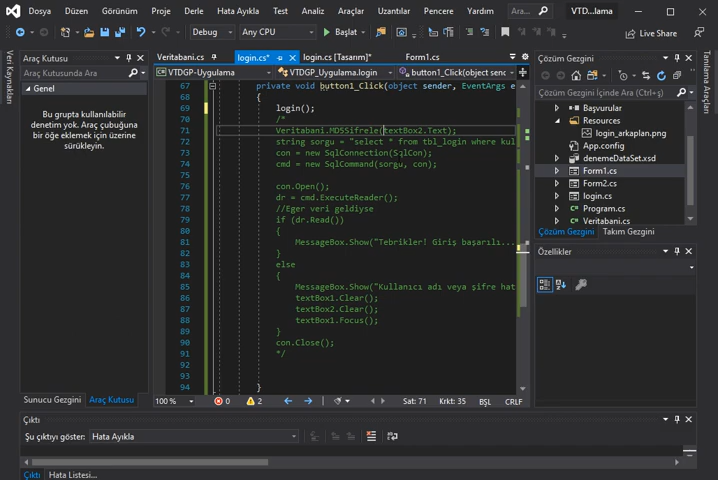 Dosya Düzen Görünüm Proje Derle Hata Ayıkla Test Analiz Araçlar Uzantılar Pencere Yardım Ara... VTD...lama
Debug Any CPU Başlat Live Share
Veri Kaynakları
Araç Kutusu
Araç Kutusunda Ara
Genel
Bu grupta kullanılabilir
denetim yok. Araç çubuğuna
bir öğe eklemek için üzerine
sürükleyin.
Sunucu Gezgini Araç Kutusu
Veritabani.cs login.cs* login.cs [Tasarım]* Form1.cs
VTDGP-Uygulama VTDGP_Uygulama.login button1_Click(object sender,
67 private void button1_Click(object sender, EventArgs e
68 {
69 login();
70 /*
71 Veritabani.MD5Sifrele(textBox2.Text);
72 string sorgu = "select * from tbl_login where kul
73 con = new SqlConnection(SqlCon);
74 cmd = new SqlCommand(sorgu, con);
75
76 con.Open();
77 dr = cmd.ExecuteReader();
78 //Eger veri geldiyse
79 if (dr.Read())
80 {
81 MessageBox.Show("Tebrikler! Giriş başarılı...
82 }
83 else
84 {
85 MessageBox.Show("Kullanıcı adı veya şifre hat
86 textBox1.Clear();
87 textBox2.Clear();
88 textBox1.Focus();
89 }
90 con.Close();
91 */
92
93
94 }
100 % 0 2 Sat: 71 Krkt: 35 BŞL CRLF
Çözüm Gezgini
Çözüm Gezgini İçinde Ara (Ctrl+ş)
Başvurular
Resources
login_arkaplan.png
App.config
denemeDataSet.xsd
Form1.cs
Form2.cs
login.cs
Program.cs
Veritabani.cs
Çözüm Gezgini Takım Gezgini
Özellikler
Tanılama Araçları
Çıktı
Şu çıktıyı göster: Hata Ayıkla
Çıktı Hata Listesi...